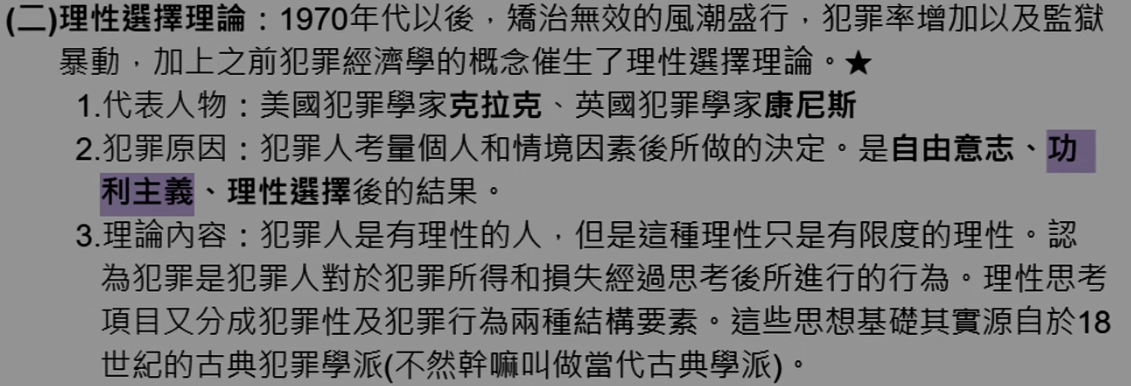 (二)理性選擇理論：1970年代以後，矯治無效的風潮盛行，犯罪率增加以及監獄
暴動，加上之前犯罪經濟學的概念催生了理性選擇理論。★
1.代表人物：美國犯罪學家克拉克、英國犯罪學家康尼斯
2.犯罪原因：犯罪人考量個人和情境因素後所做的決定。是自由意志、功
利主義、理性選擇後的結果。
3.理論內容：犯罪人是有理性的人，但是這種理性只是有限度的理性。認
為犯罪是犯罪人對於犯罪所得和損失經過思考後所進行的行為。理性思考
項目又分成犯罪性及犯罪行為兩種結構要素。這些思想基礎其實源自於18
世紀的古典犯罪學派(不然幹嘛叫做當代古典學派)。